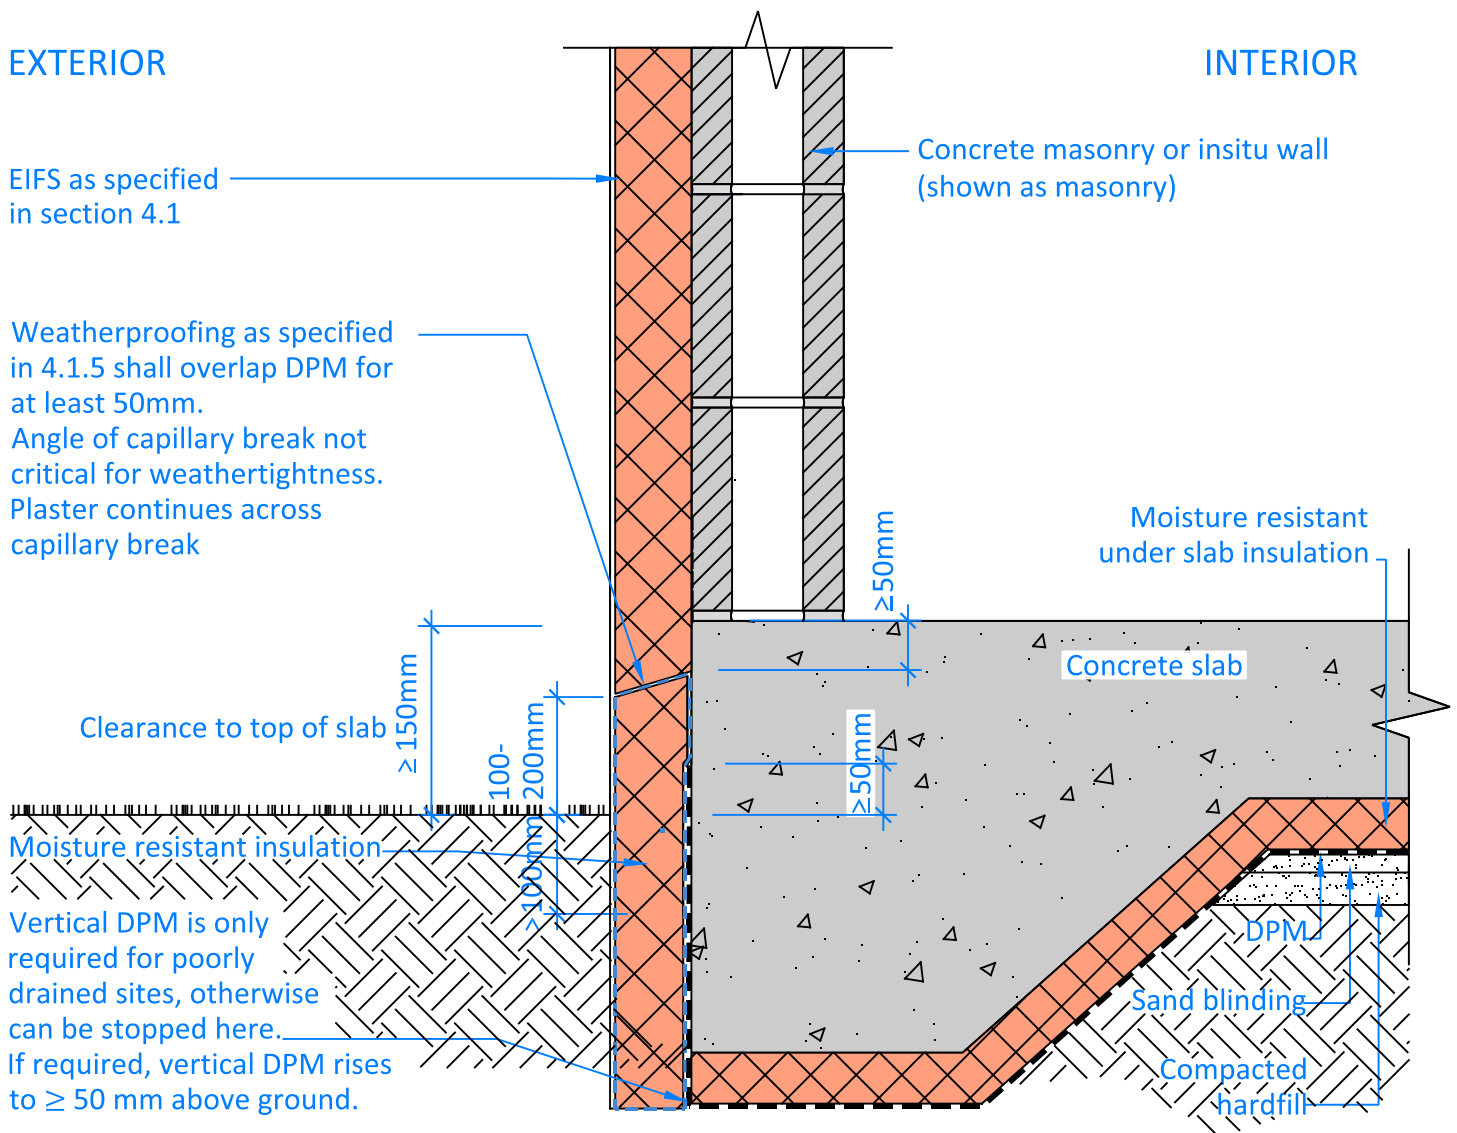 EXTERIOR
INTERIOR
Concrete masonry or insitu wall
(shown as masonry)
EIFS as specified
in section 4.1
Weatherproofing as specified
in 4.1.5 shall overlap DPM for
at least 50mm.
Angle of capillary break not
critical for weathertightness.
Plaster continues across
capillary break
≥50mm
Moisture resistant
under slab insulation
Concrete slab
Clearance to top of slab
≥ 150mm
100-
200mm
≥50mm
Moisture resistant insulation
>100mm
Vertical DPM is only
required for poorly
drained sites, otherwise
can be stopped here.
If required, vertical DPM rises
to ≥ 50 mm above ground.
DPM
Sand blinding
Compacted
hardfill